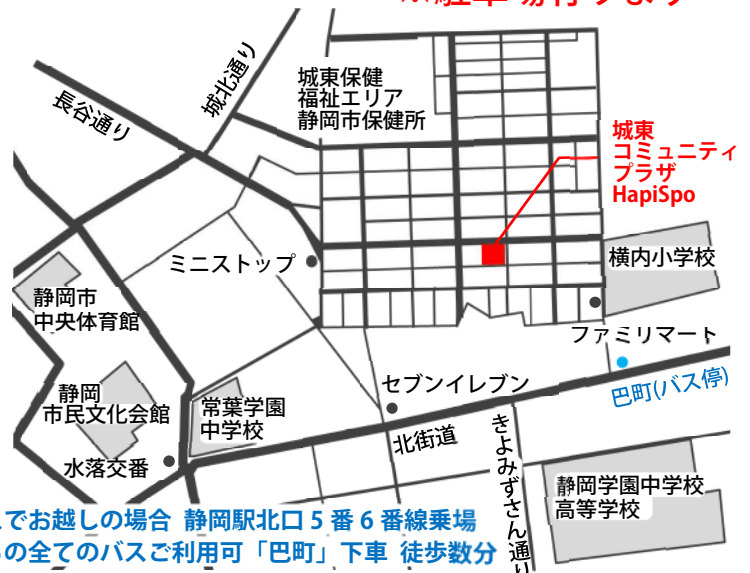 ※駐車場有ります
城北通り
長谷通り
城東保健
福祉エリア
静岡市保健所
城東
コミュニティ
プラザ
HapiSpo
ミニストップ
横内小学校
静岡市
中央体育館
ファミリマート
巴町(バス停)
静岡
市民文化会館
セブンイレブン
常葉学園
中学校
北街道
きよみずさん通り
水落交番
静岡学園中学校
高等学校
でお越しの場合 静岡駅北口5番6番線乗場
の全てのバスご利用可「巴町」下車 徒歩数分